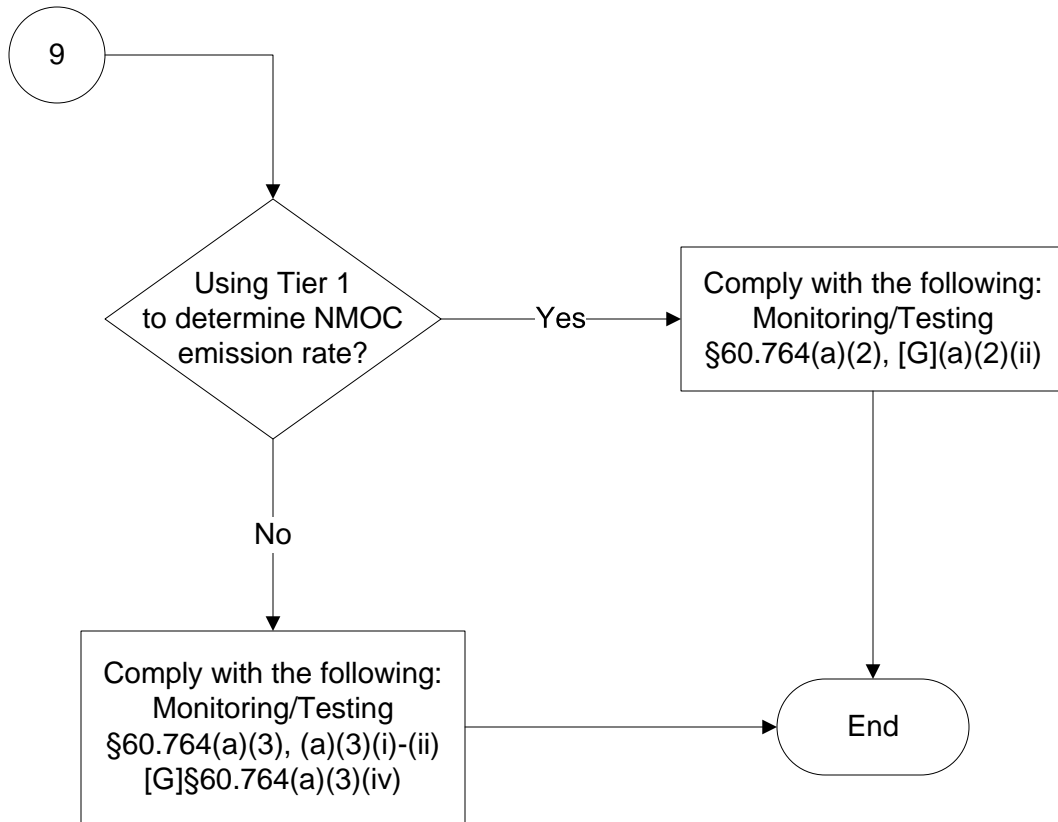 9
Using Tier 1
to determine NMOC
emission rate?
Yes
Comply with the following:
Monitoring/Testing
§60.764(a)(2), [G](a)(2)(ii)
No
Comply with the following:
Monitoring/Testing
§60.764(a)(3), (a)(3)(i)-(ii)
[G]§60.764(a)(3)(iv)
End